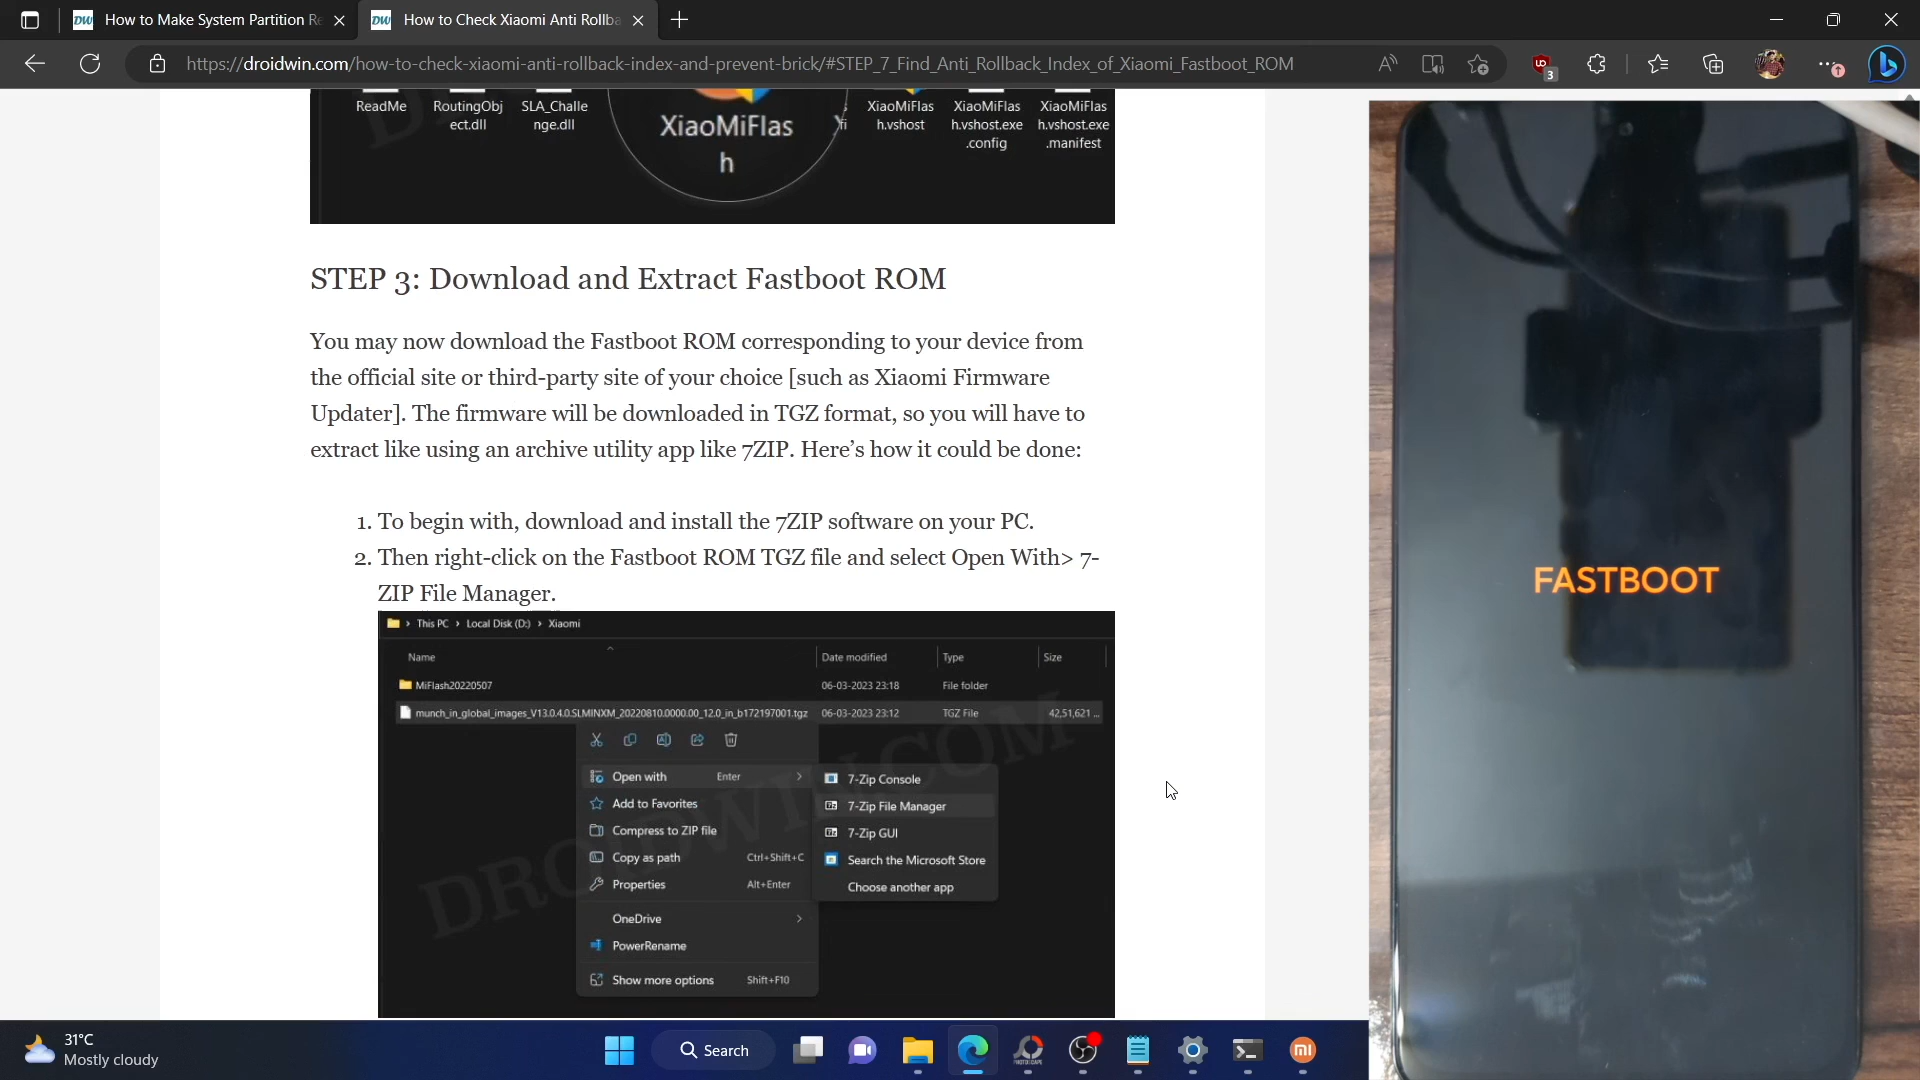 How to Make System Partition Re
How to Check Xiaomi Anti Rollba
https://droidwin.com/how-to-check-xiaomi-anti-rollback-index-and-prevent-brick/#STEP_7_Find_Anti_Rollback_Index_of_Xiaomi_Fastboot_ROM
3
ReadMe
RoutingObj
ect.dll
SLA_Challe
nge.dll
XiaoMiFlas
h
XiaoMiFlas
h.vshost
XiaoMiFlas
h.vshost.exe
.config
XiaoMiFlas
h.vshost.exe
.manifest
STEP 3: Download and Extract Fastboot ROM
You may now download the Fastboot ROM corresponding to your device from
the official site or third-party site of your choice [such as Xiaomi Firmware
Updater]. The firmware will be downloaded in TGZ format, so you will have to
extract like using an archive utility app like 7ZIP. Here’s how it could be done:
1. To begin with, download and install the 7ZIP software on your PC.
2. Then right-click on the Fastboot ROM TGZ file and select Open With> 7-
ZIP File Manager.
This PC > Local Disk (D:) > Xiaomi
Name Date modified Type Size
MiFlash20220507 06-03-2023 23:18 File folder
munch_in_global_images_V13.0.4.0.SLMINXM_20220810.0000.00_12.0_in_b172197001.tgz 06-03-2023 23:12 TGZ File 42,51,621 ...
Open with Enter
Add to Favorites
Compress to ZIP file
Copy as path Ctrl+Shift+C
Properties Alt+Enter
OneDrive
PowerRename
Show more options Shift+F10
7-Zip Console
7-Zip File Manager
7-Zip GUI
Search the Microsoft Store
Choose another app
DROIDWIN.COM
FASTBOOT
31°C
Mostly cloudy
Search